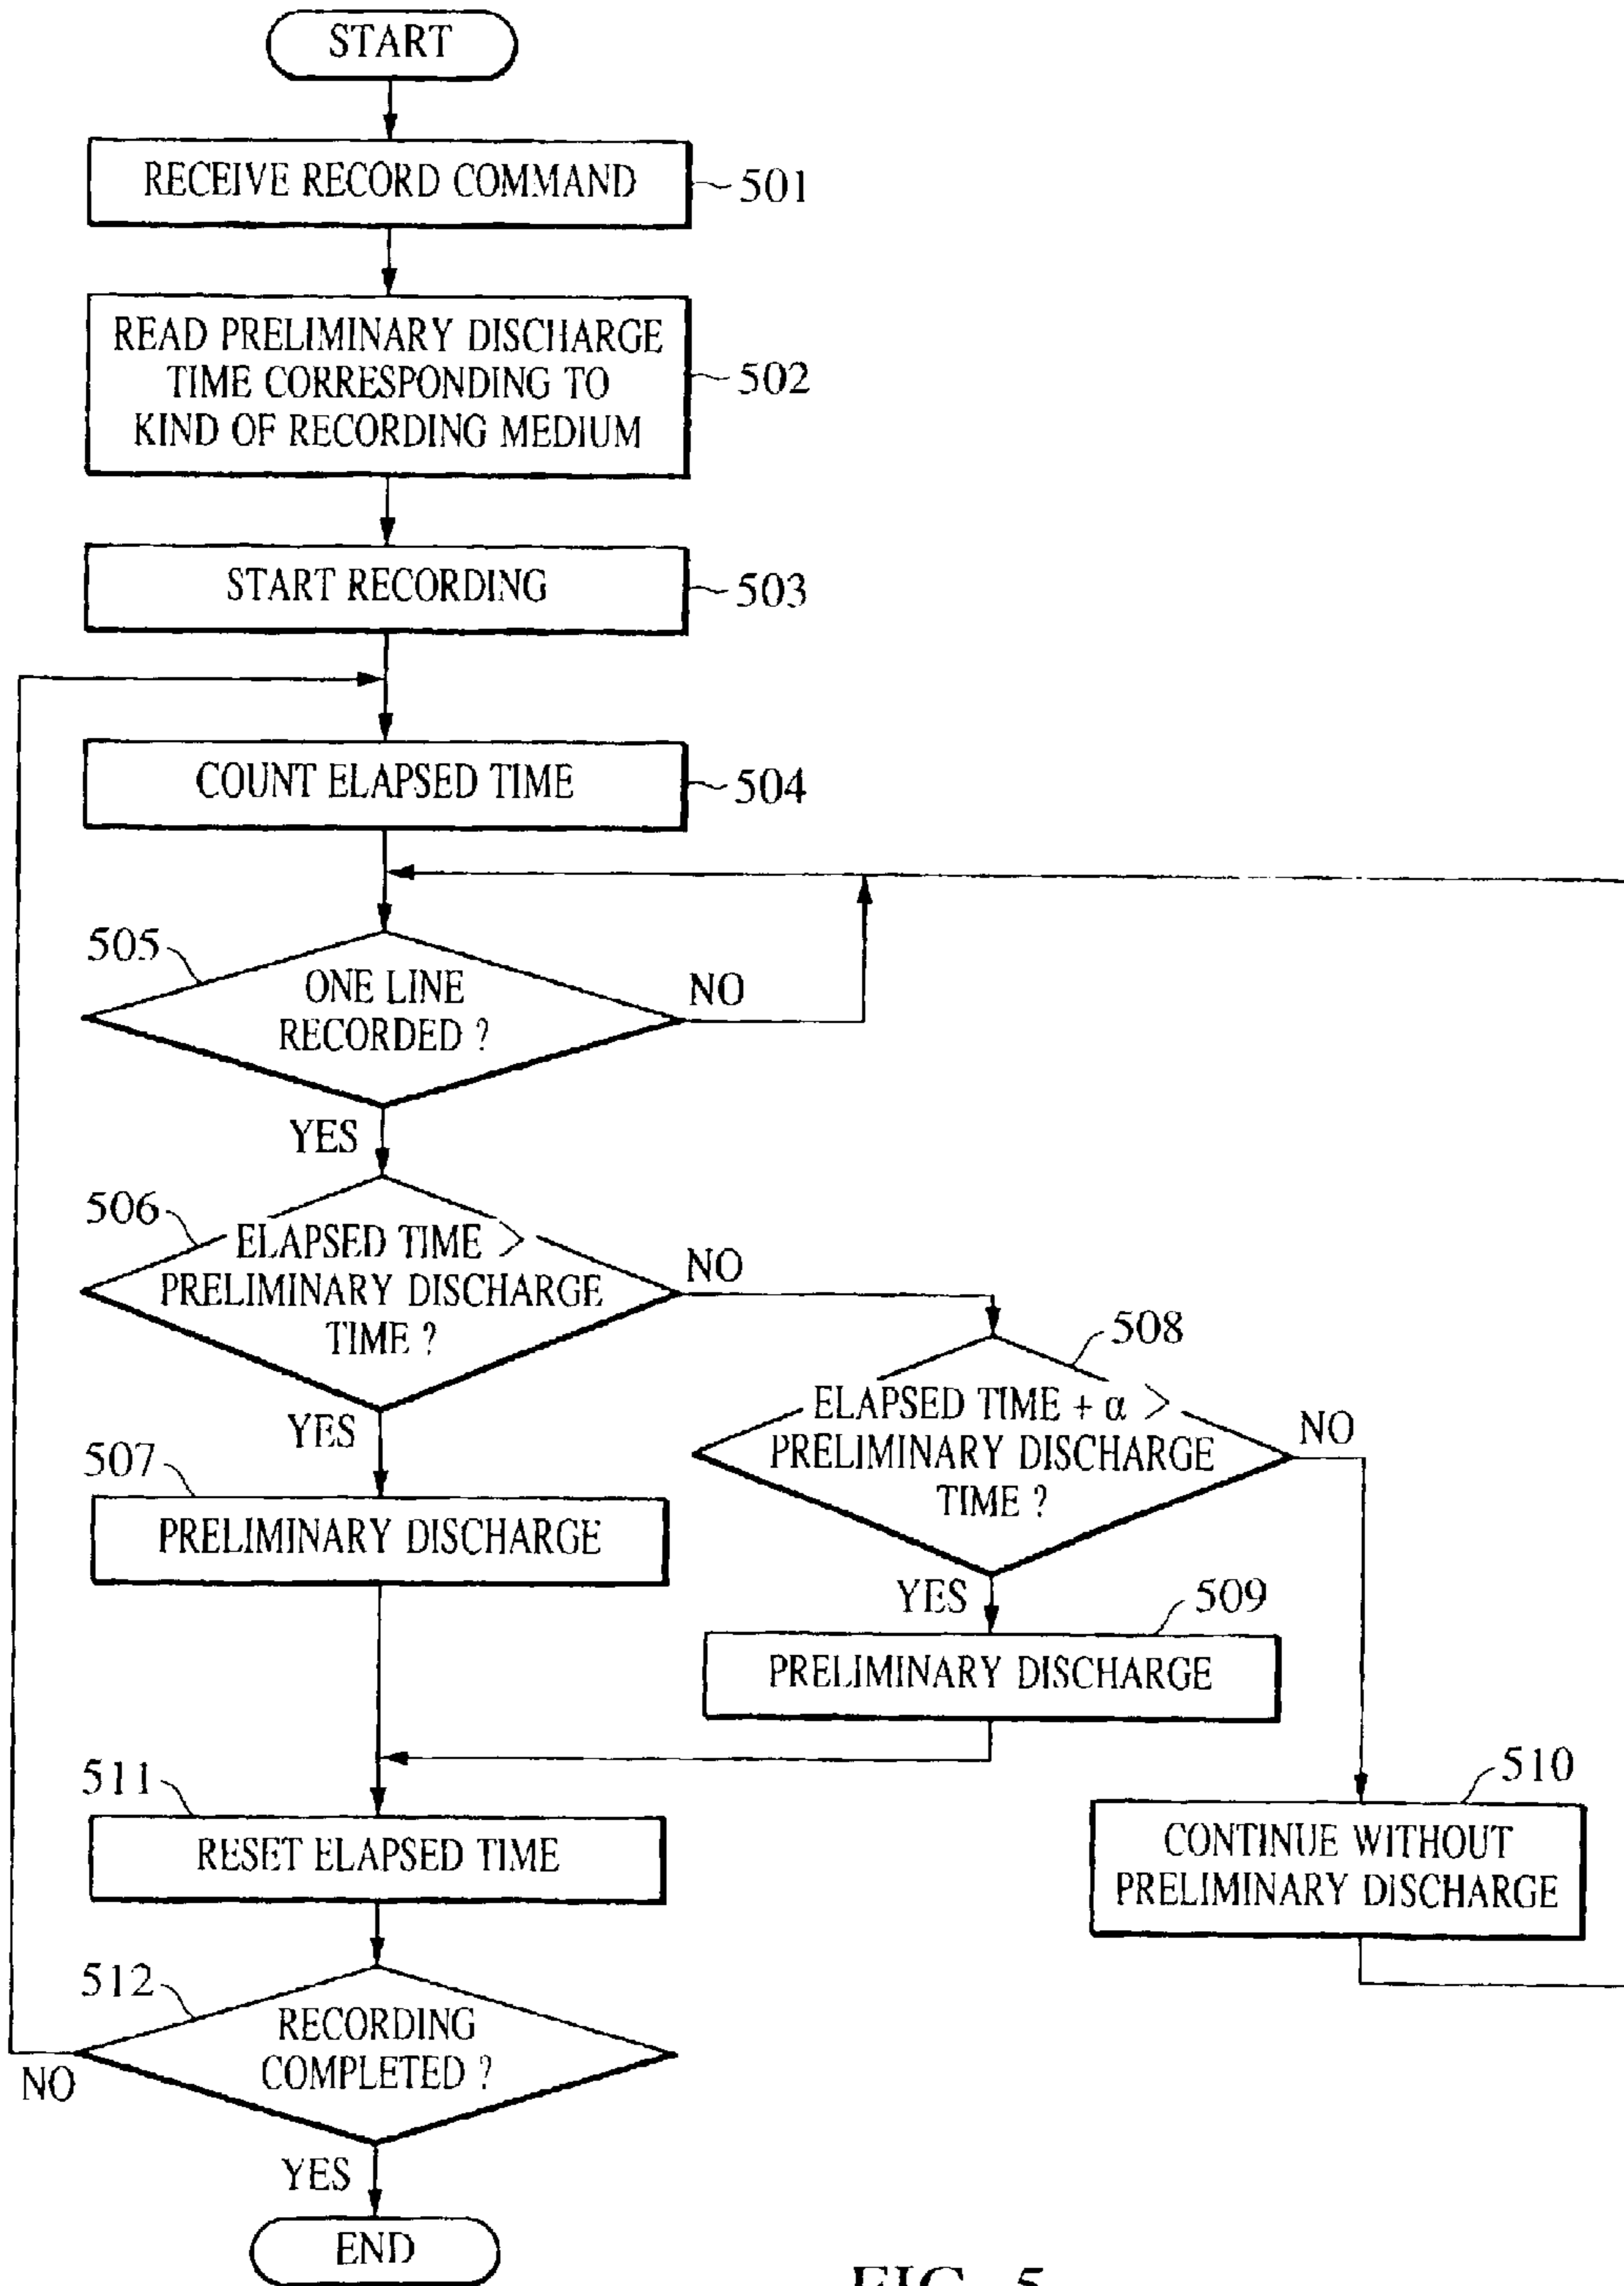 START
RECEIVE RECORD COMMAND
501
READ PRELIMINARY DISCHARGE
TIME CORRESPONDING TO
KIND OF RECORDING MEDIUM
502
START RECORDING
503
COUNT ELAPSED TIME
504
505
ONE LINE
RECORDED ?
NO
YES
506
ELAPSED TIME >
PRELIMINARY DISCHARGE
TIME ?
NO
YES
508
ELAPSED TIME + α >
PRELIMINARY DISCHARGE
TIME ?
NO
YES
507
PRELIMINARY DISCHARGE
509
PRELIMINARY DISCHARGE
510
CONTINUE WITHOUT
PRELIMINARY DISCHARGE
511
RESET ELAPSED TIME
512
RECORDING
COMPLETED ?
NO
YES
END
FIG. 5